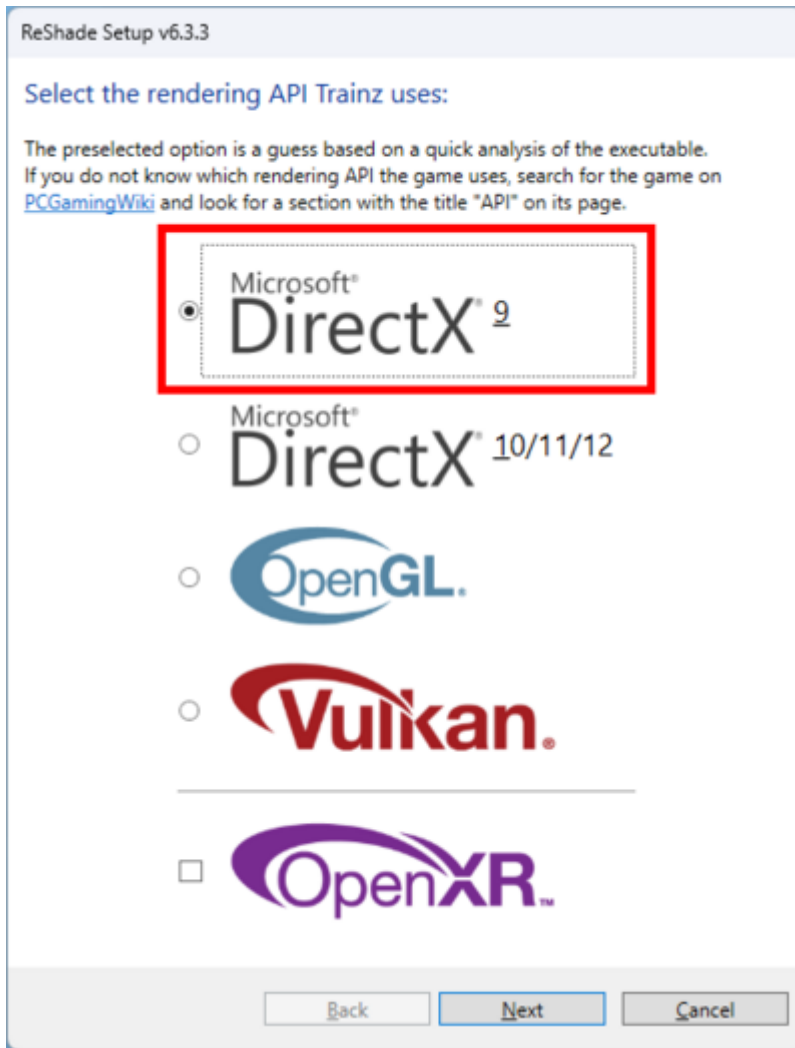 ReShade Setup v6.3.3
Select the rendering API Trainz uses:
The preselected option is a guess based on a quick analysis of the executable.
If you do not know which rendering API the game uses, search for the game on
PCGamingWiki and look for a section with the title "API" on its page.
Microsoft®
DirectX® 9
Microsoft®
DirectX® 10/11/12
OpenGL®
Vulkan®
OpenXR™
Back Next Cancel